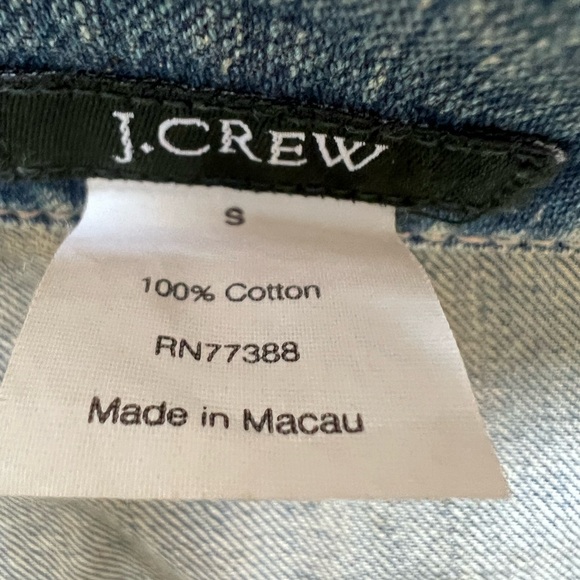 J.CREW
S
100% Cotton
RN77388
Made in Macau